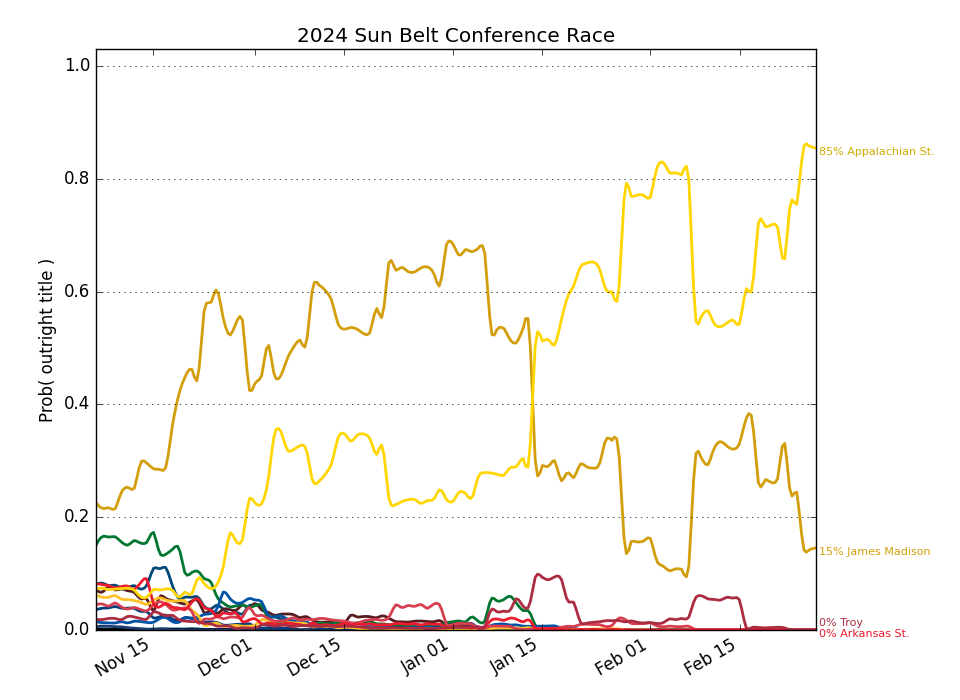 2024 Sun Belt Conference Race
Prob( outright title )
1.0
0.8
0.6
0.4
0.2
0.0
85% Appalachian St.
15% James Madison
0% Troy
0% Arkansas St.
Nov 15
Dec 01
Dec 15
Jan 01
Jan 15
Feb 01
Feb 15